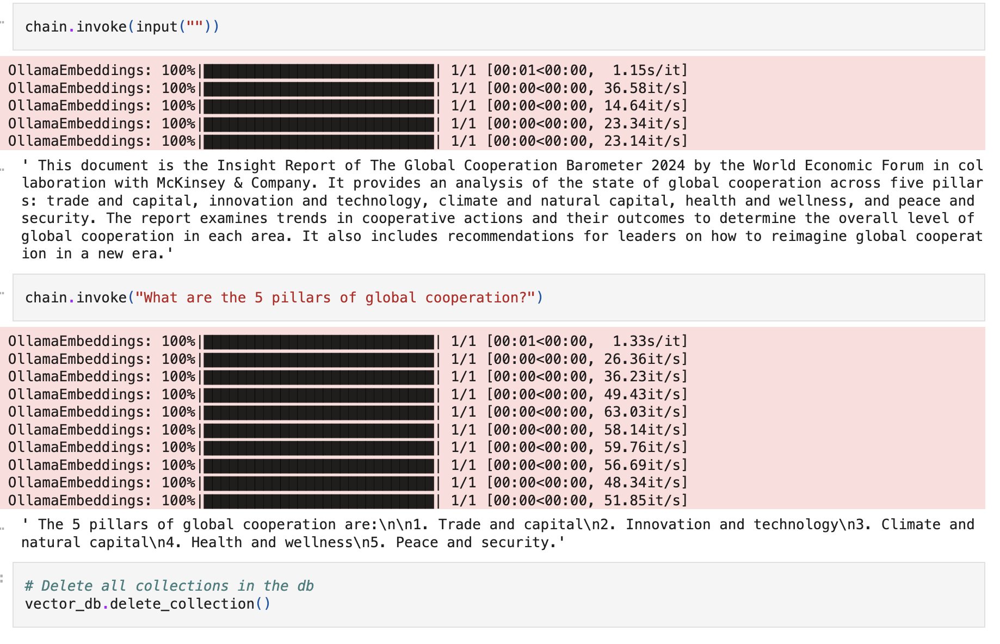 chain.invoke(input(""))
OllamaEmbeddings: 100%|██████████| 1/1 [00:01<00:00,  1.15s/it]
OllamaEmbeddings: 100%|██████████| 1/1 [00:00<00:00, 36.58it/s]
OllamaEmbeddings: 100%|██████████| 1/1 [00:00<00:00, 14.64it/s]
OllamaEmbeddings: 100%|██████████| 1/1 [00:00<00:00, 23.34it/s]
OllamaEmbeddings: 100%|██████████| 1/1 [00:00<00:00, 23.14it/s]
' This document is the Insight Report of The Global Cooperation Barometer 2024 by the World Economic Forum in col
laboration with McKinsey & Company. It provides an analysis of the state of global cooperation across five pillar
s: trade and capital, innovation and technology, climate and natural capital, health and wellness, and peace and
security. The report examines trends in cooperative actions and their outcomes to determine the overall level of
global cooperation in each area. It also includes recommendations for leaders on how to reimagine global cooperat
ion in a new era.'
chain.invoke("What are the 5 pillars of global cooperation?")
OllamaEmbeddings: 100%|██████████| 1/1 [00:01<00:00,  1.33s/it]
OllamaEmbeddings: 100%|██████████| 1/1 [00:00<00:00, 26.36it/s]
OllamaEmbeddings: 100%|██████████| 1/1 [00:00<00:00, 36.23it/s]
OllamaEmbeddings: 100%|██████████| 1/1 [00:00<00:00, 49.43it/s]
OllamaEmbeddings: 100%|██████████| 1/1 [00:00<00:00, 63.03it/s]
OllamaEmbeddings: 100%|██████████| 1/1 [00:00<00:00, 58.14it/s]
OllamaEmbeddings: 100%|██████████| 1/1 [00:00<00:00, 59.76it/s]
OllamaEmbeddings: 100%|██████████| 1/1 [00:00<00:00, 56.69it/s]
OllamaEmbeddings: 100%|██████████| 1/1 [00:00<00:00, 48.34it/s]
OllamaEmbeddings: 100%|██████████| 1/1 [00:00<00:00, 51.85it/s]
' The 5 pillars of global cooperation are:\n\n1. Trade and capital\n2. Innovation and technology\n3. Climate and
natural capital\n4. Health and wellness\n5. Peace and security.'
# Delete all collections in the db
vector_db.delete_collection()